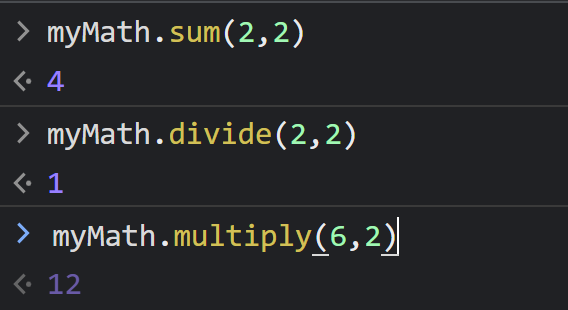 > myMath.sum(2,2)
<· 4
> myMath.divide(2,2)
<· 1
> myMath.multiply(6,2)
<· 12